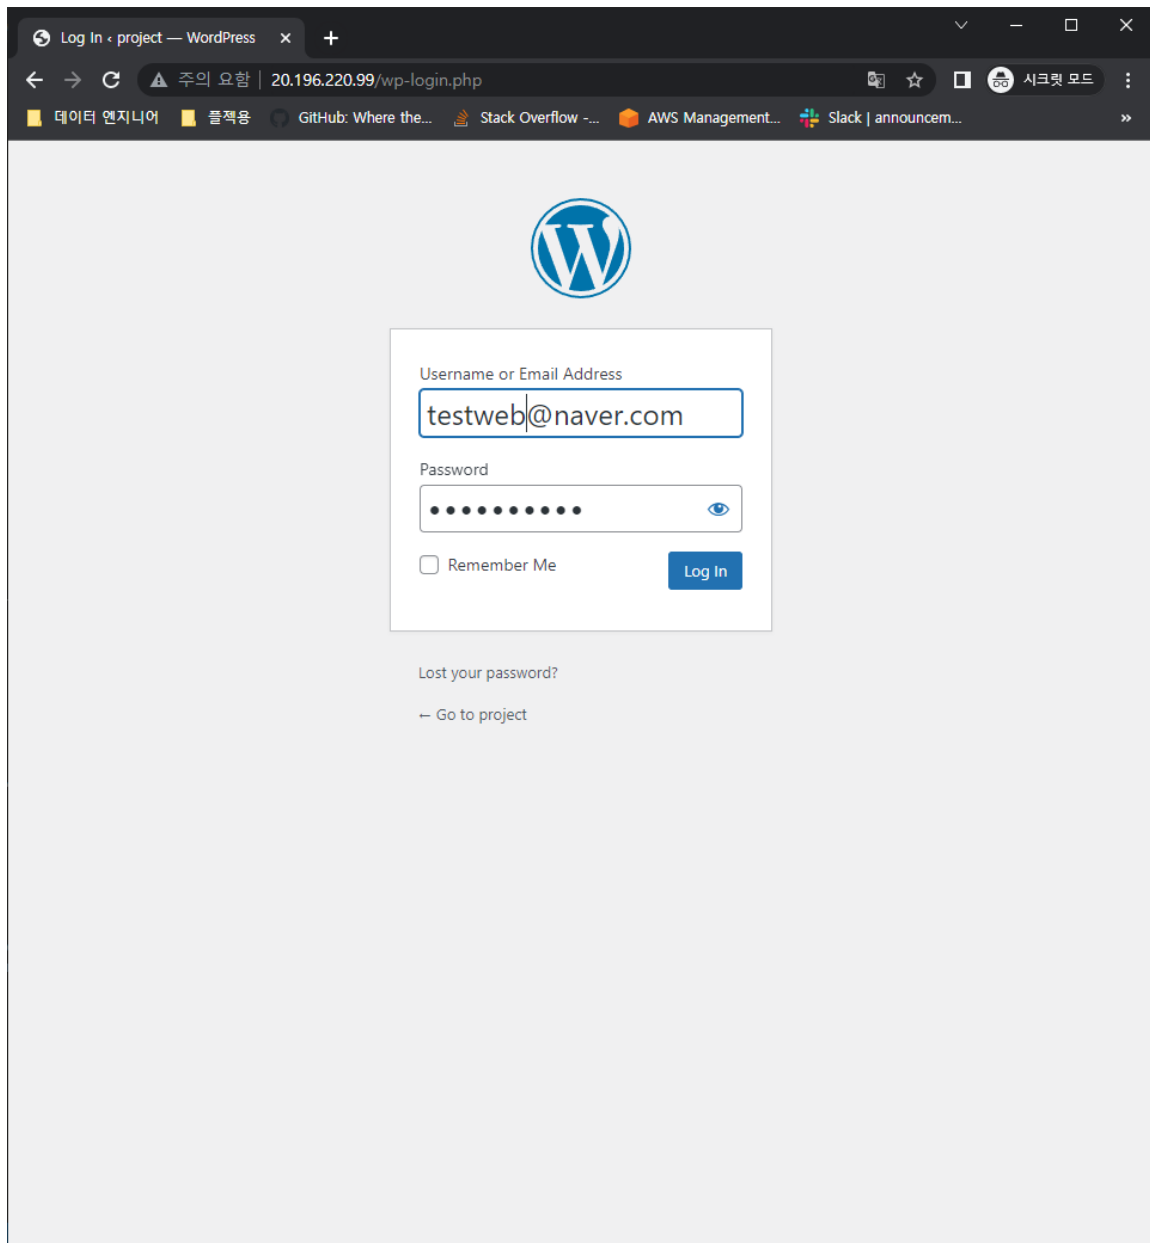 Log In ‹ project — WordPress
주의 요함 20.196.220.99/wp-login.php 시크릿 모드
데이터 엔지니어 플젝용 GitHub: Where the... Stack Overflow -... AWS Management... Slack | announcem... »
Username or Email Address
testweb@naver.com
Password
••••••••••
Remember Me Log In
Lost your password?
← Go to project